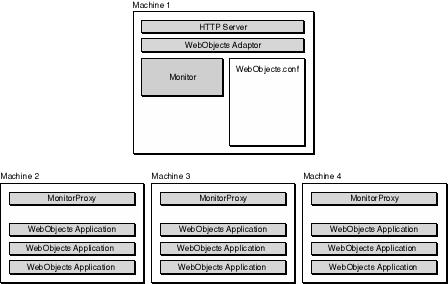 Machine 1
HTTP Server
WebObjects Adaptor
Monitor
WebObjects.conf
Machine 2
MonitorProxy
WebObjects Application
WebObjects Application
WebObjects Application
Machine 3
MonitorProxy
WebObjects Application
WebObjects Application
WebObjects Application
Machine 4
MonitorProxy
WebObjects Application
WebObjects Application
WebObjects Application